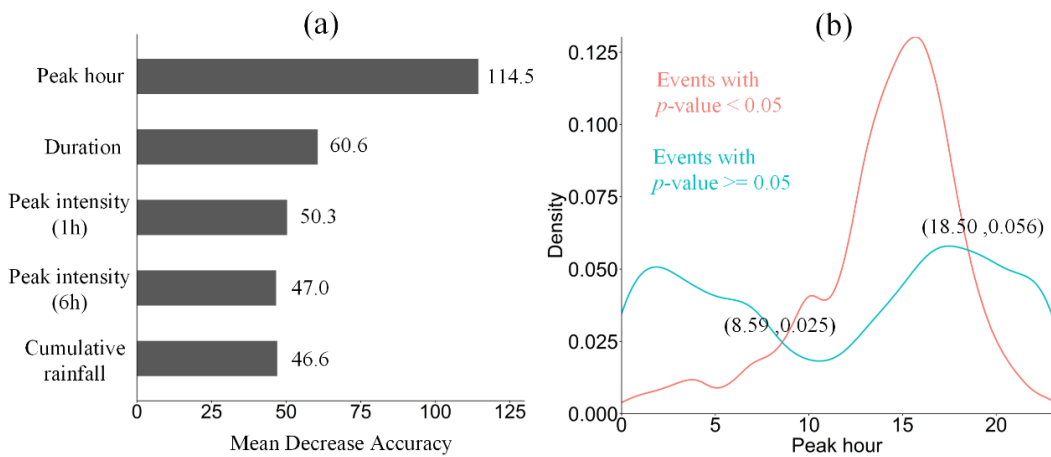 (a)
Peak hour
114.5
Duration
60.6
Peak intensity
(1h)
50.3
Peak intensity
(6h)
47.0
Cumulative
rainfall
46.6
0
25
50
75
100
125
Mean Decrease Accuracy
(b)
Density
0.125
0.100
0.075
0.050
0.025
0.000
Events with
p-value < 0.05
Events with
p-value >= 0.05
(18.50 ,0.056)
(8.59 ,0.025)
0
5
10
15
20
Peak hour